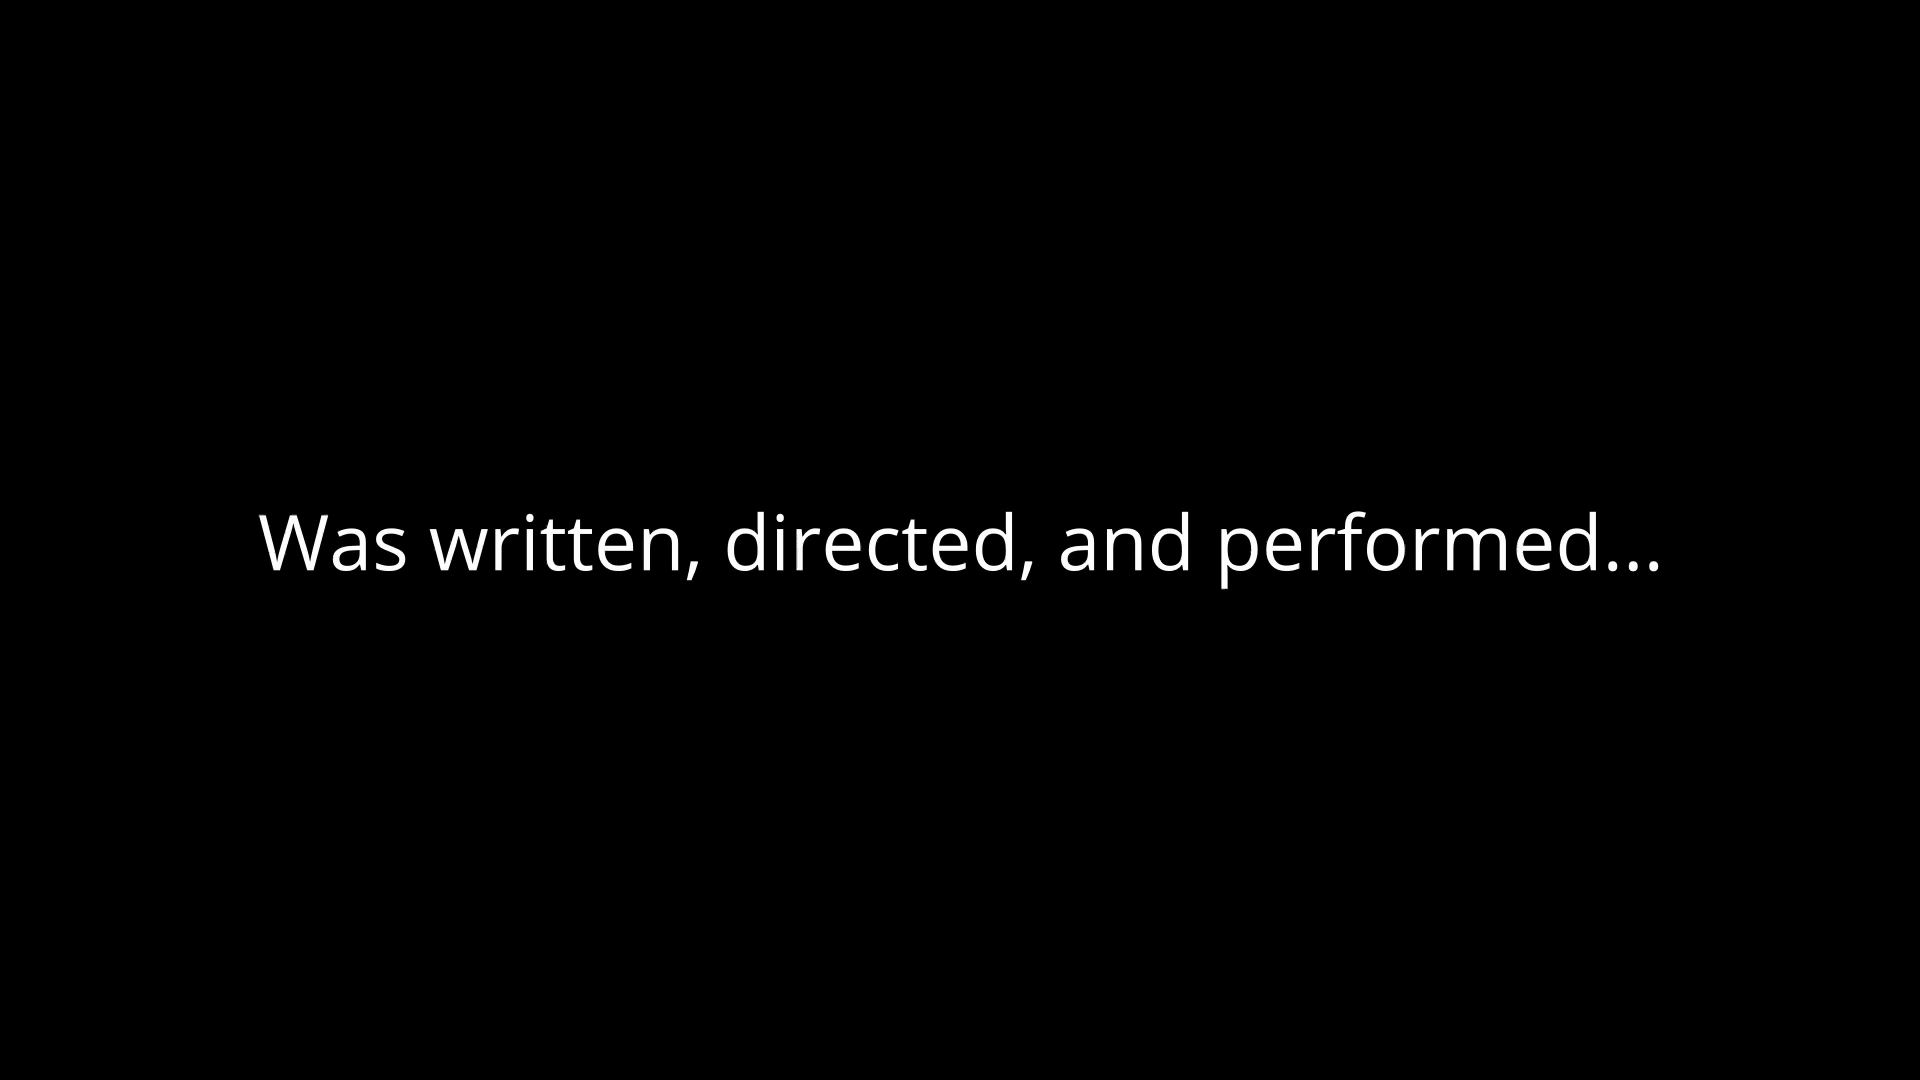 Was written, directed, and performed...